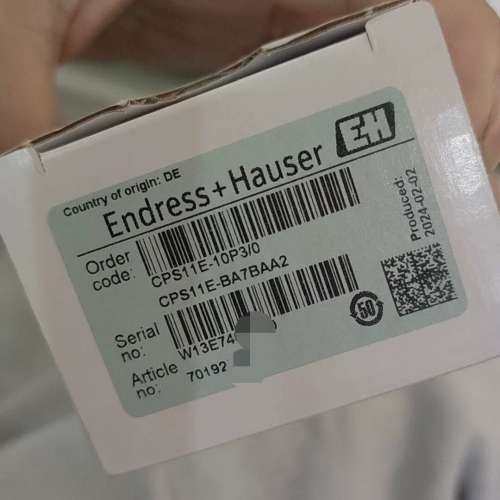 Country of origin: DE
Endress+Hauser EH
Order code: CPS11E-10P3/0
CPS11E-BA7BAA2
Serial no: W13E74
Article no: 70192
Produced: 2024-02-02
50